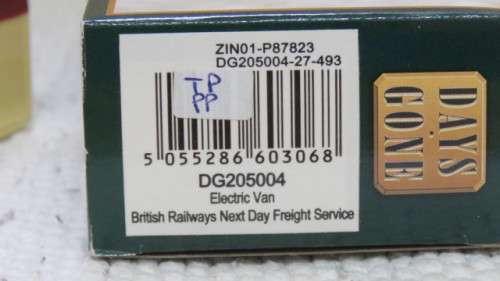 ZIN01-P87823
DG205004-27-493
TP
PP
5 055286 603068
DG205004
Electric Van
British Railways Next Day Freight Service
DAYS
GONE